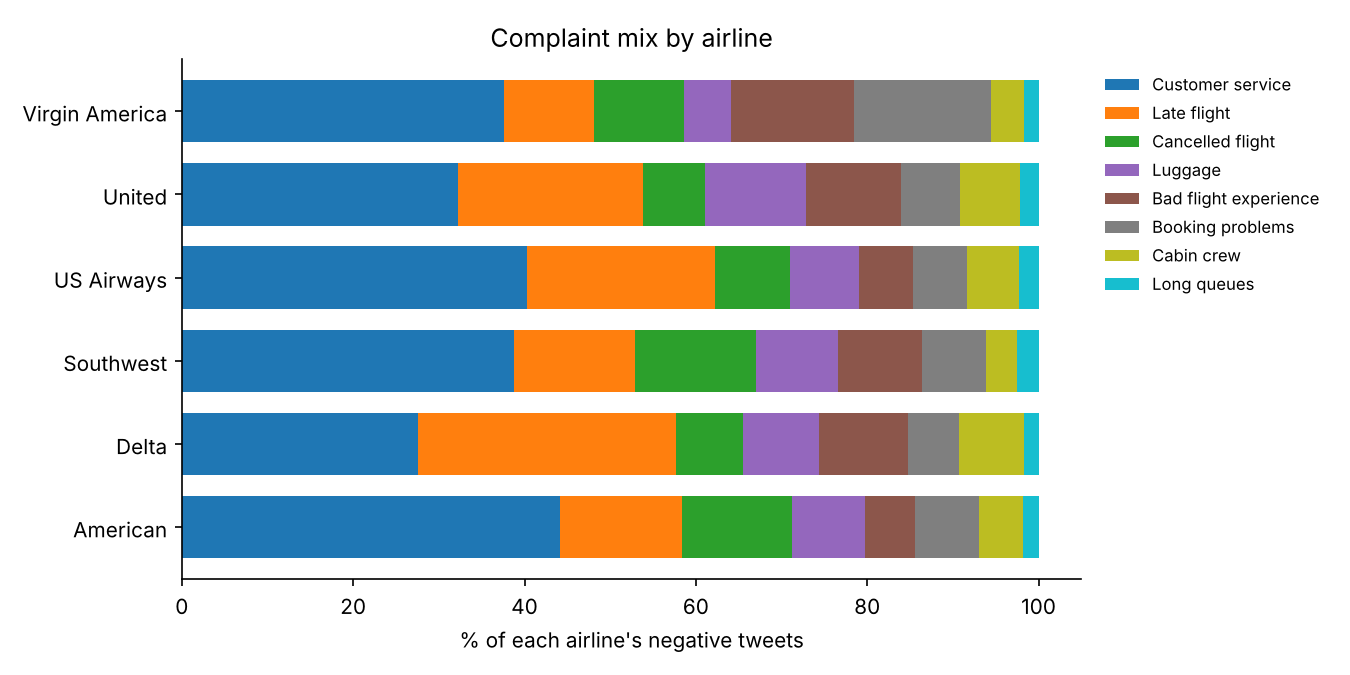 Complaint mix by airline
Virgin America
United
US Airways
Southwest
Delta
American
0 20 40 60 80 100
% of each airline's negative tweets
Customer service
Late flight
Cancelled flight
Luggage
Bad flight experience
Booking problems
Cabin crew
Long queues